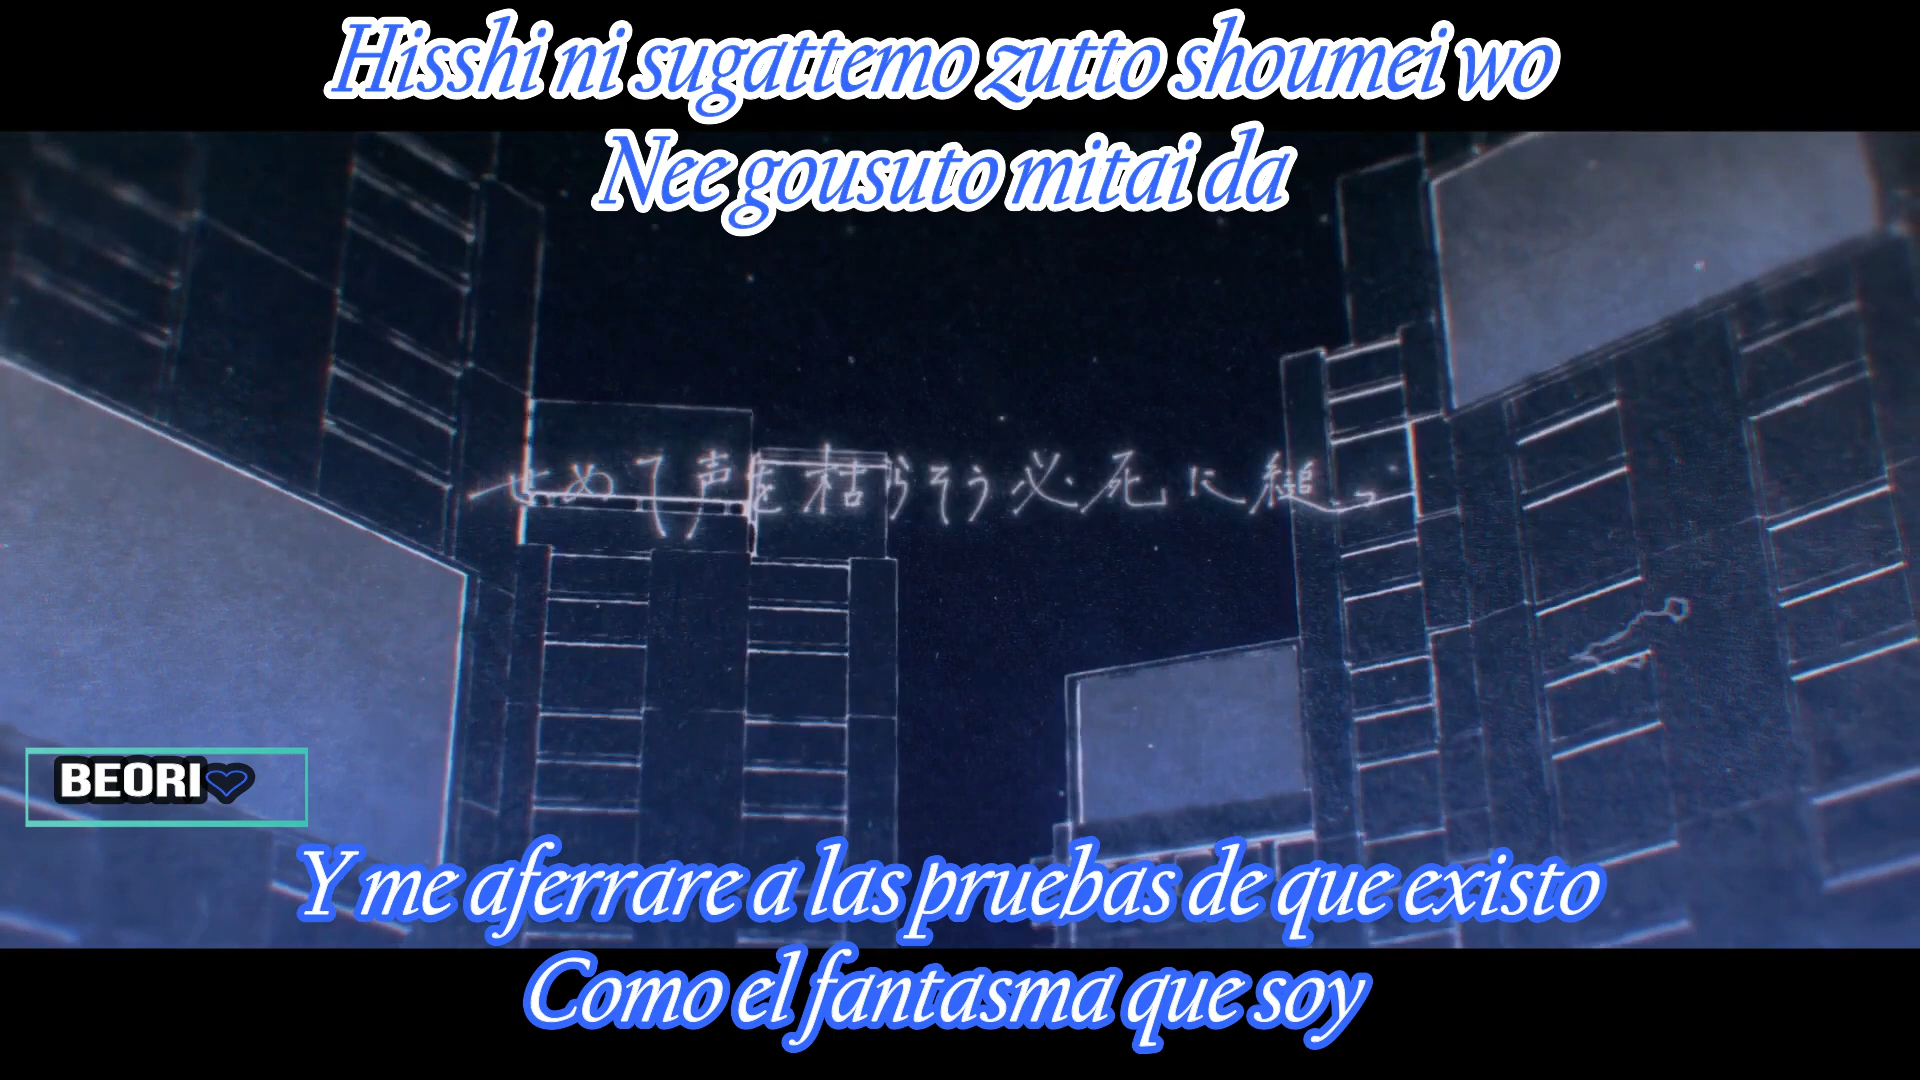 Hisshi ni sugattemo zutto shoumei wo
Nee gousuto mitai da
せめて声を枯らそう必死に縋っ
BEORI
Y me aferrare a las pruebas de que existo
Como el fantasma que soy